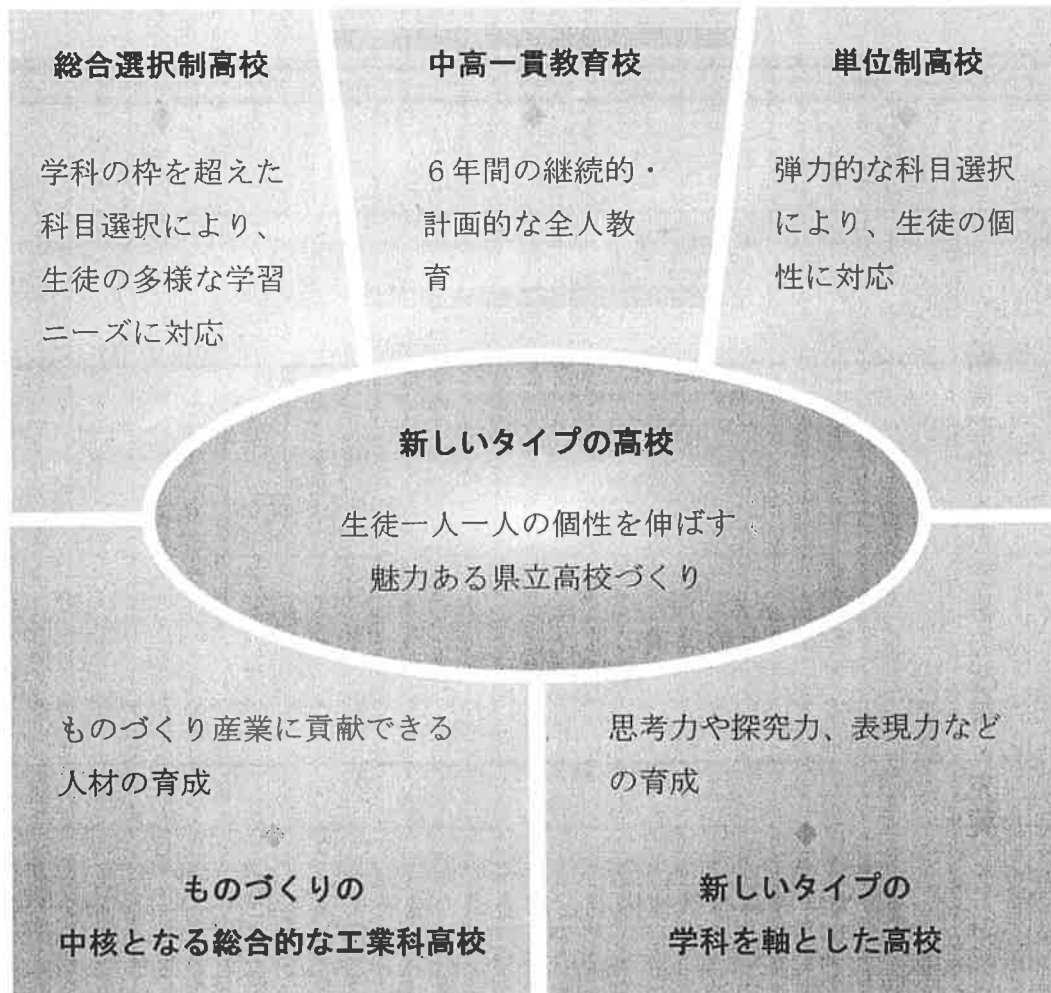 総合選択制高校
学科の枠を超えた
科目選択により、
生徒の多様な学習
ニーズに対応
中高一貫教育校
6年間の継続的・
計画的な全人教
育
単位制高校
弾力的な科目選択
により、生徒の個
性に対応
新しいタイプの高校
生徒一人一人の個性を伸ばす
魅力ある県立高校づくり
ものづくり産業に貢献できる
人材の育成
ものづくりの
中核となる総合的な工業科高校
思考力や探究力、表現力など
の育成
新しいタイプの
学科を軸とした高校